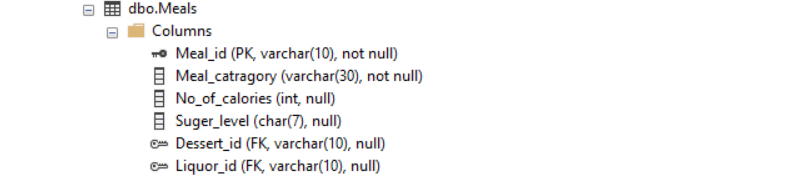 dbo.Meals
Columns
Meal_id (PK, varchar(10), not null)
Meal_catragory (varchar(30), not null)
No_of_calories (int, null)
Suger_level (char(7), null)
Dessert_id (FK, varchar(10), null)
Liquor_id (FK, varchar(10), null)